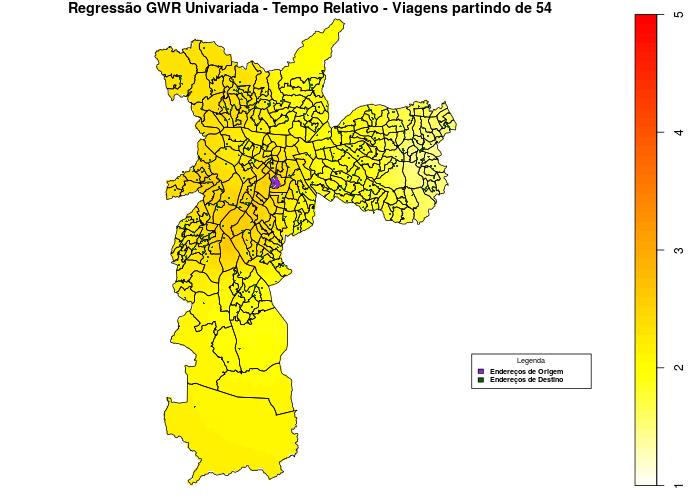 Regressão GWR Univariada - Tempo Relativo - Viagens partindo de 54
5
4
3
2
1
Legenda
Endereços de Origem
Endereços de Destino